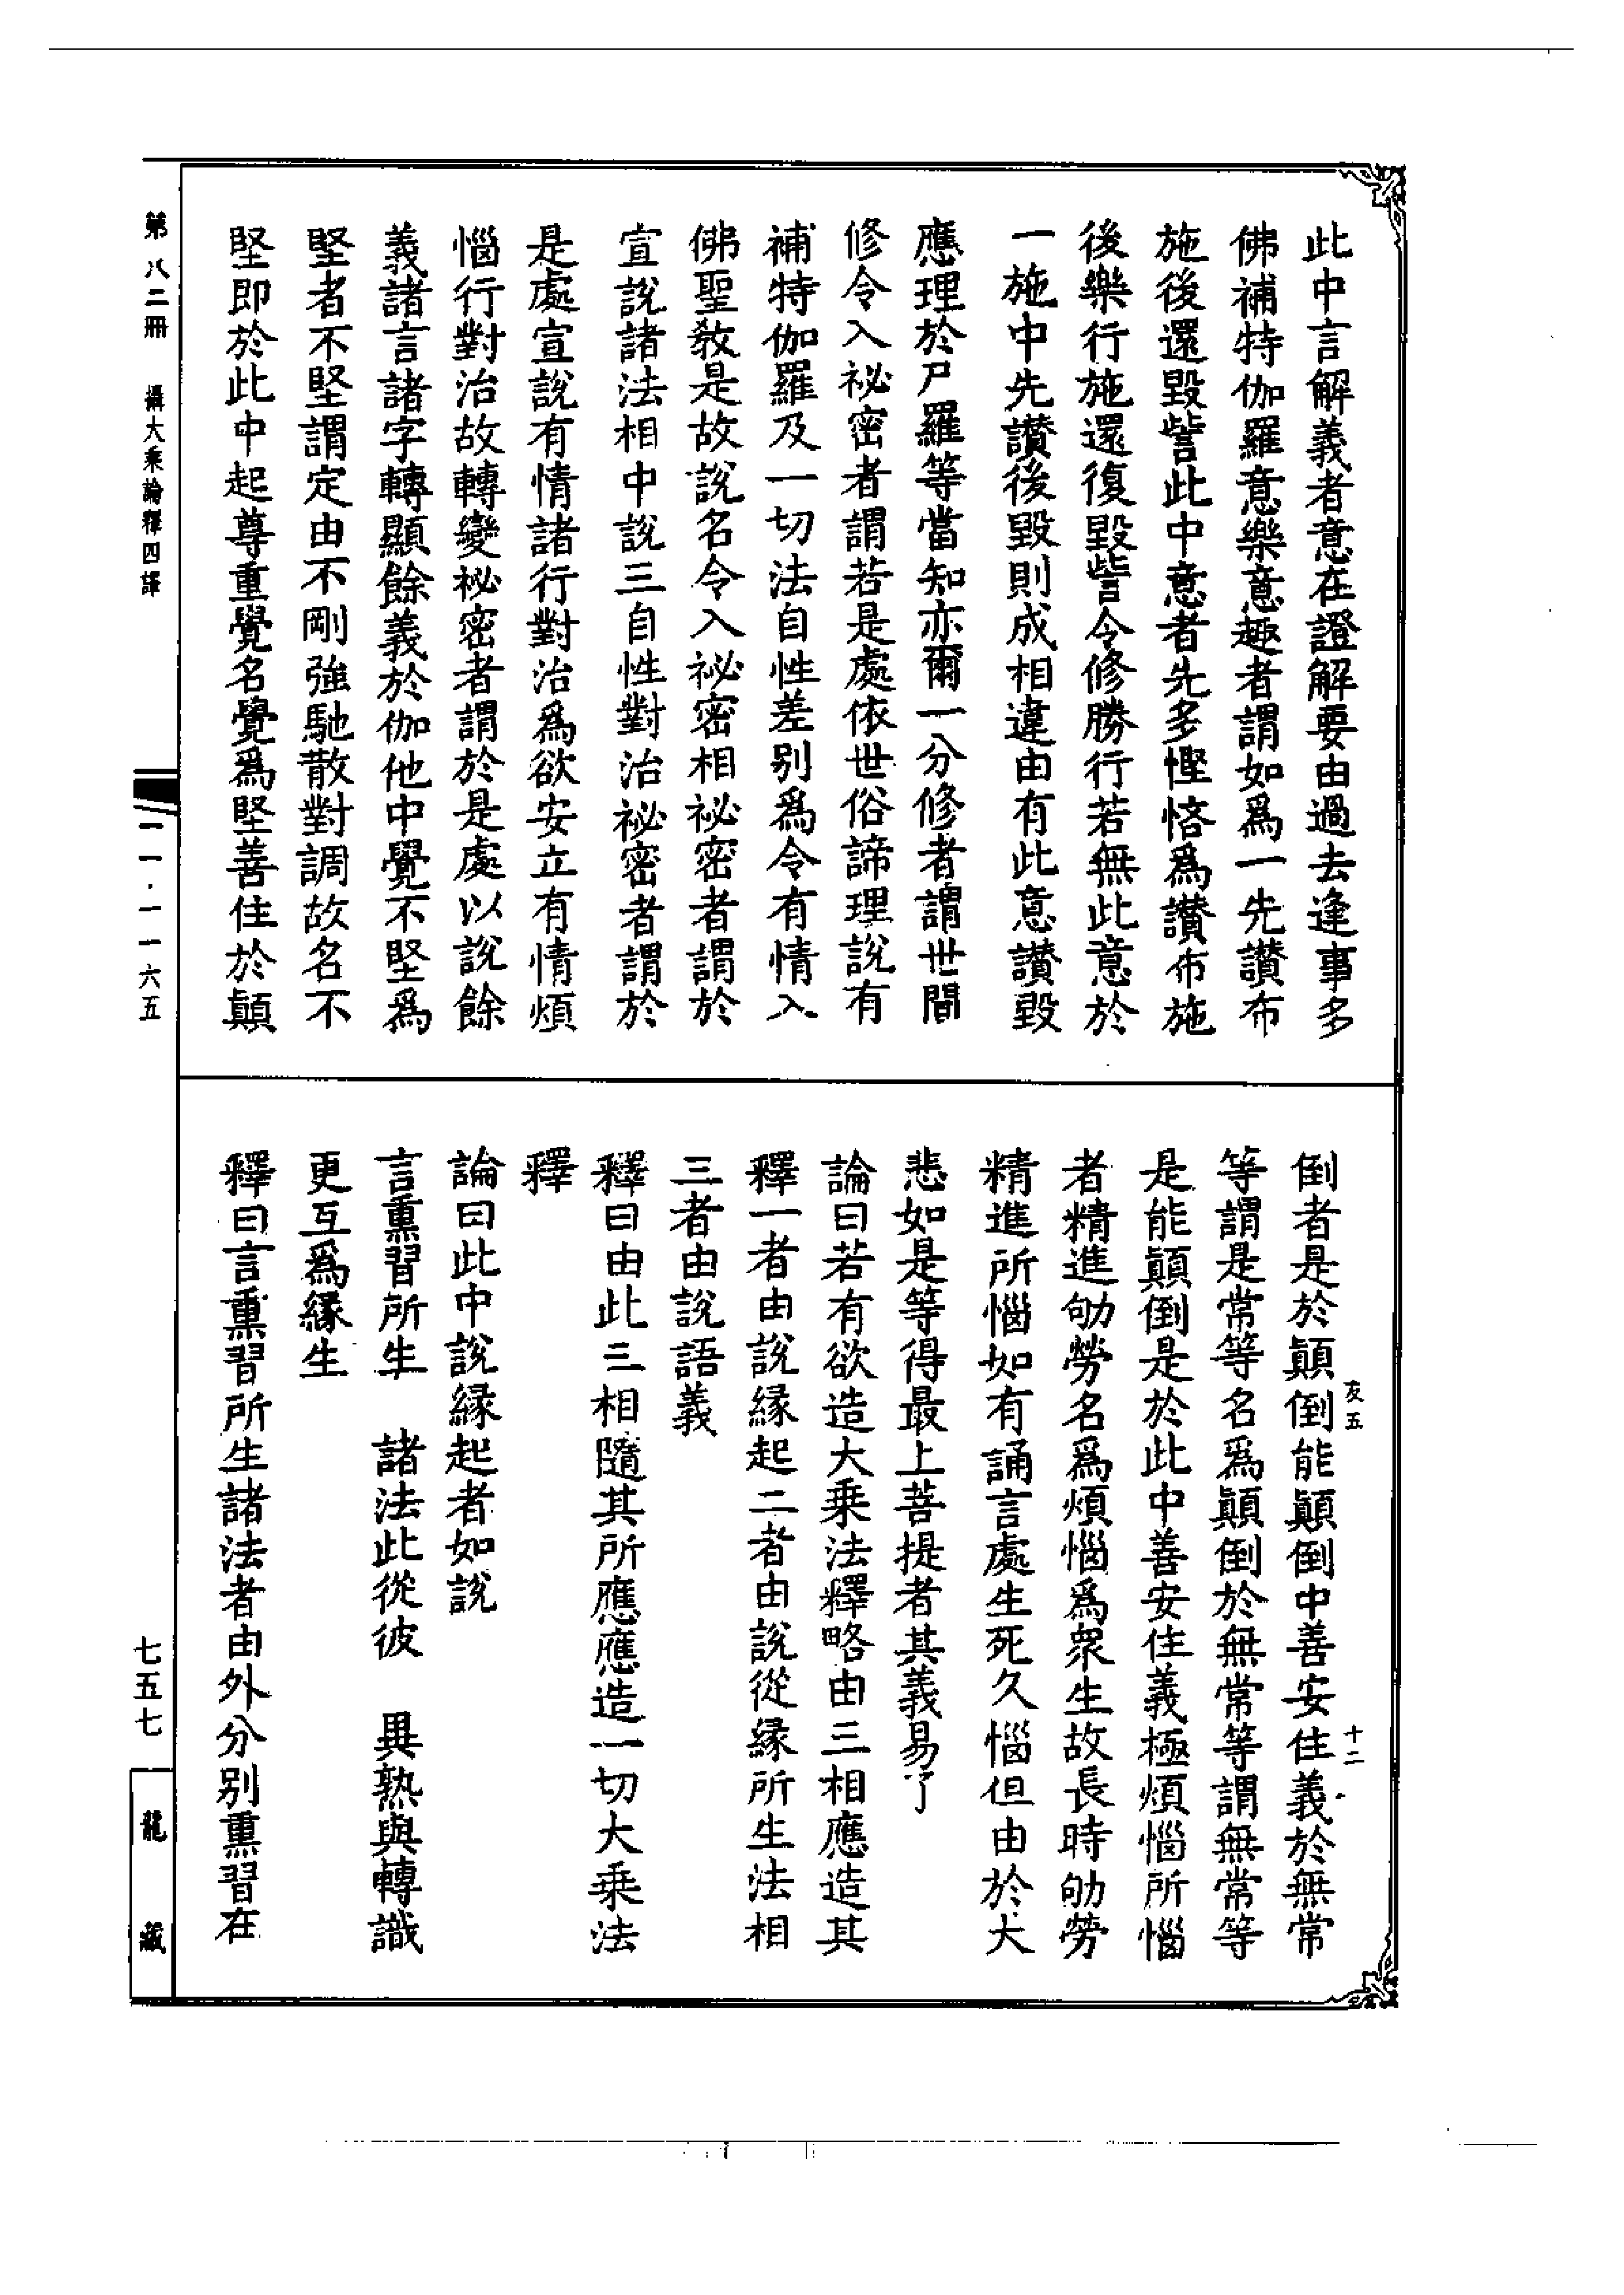 此中言解義者意在證解要由過去逢事多
佛補特伽羅意樂意趣者謂如爲一先讃布
施後還毀訾此中意者先多慳悋爲讃布施
後樂行施還復毀訾令修勝行若無此意於
一施中先讃後毀則成相違由有此意讃毀
應理於尸羅等當知亦爾一分修者謂世間
修令入祕密者謂若是處依世俗諦理說有
補特伽羅及一切法自性差別爲令有情入
佛聖教是故說名令入祕密相祕密者謂於
宣說諸法相中說三自性對治祕密者謂於
是處宣說有情諸行對治爲欲安立有情煩
惱行對治故轉變祕密者謂於是處以說餘
義諸言諸字轉顯餘義於伽他中覺不堅爲
堅者不堅謂定由不剛強馳散對調故名不
堅即於此中起尊重覺名覺爲堅善住於顛
倒者是於顛倒能顛倒中善安住義於無常
等謂是常等名爲顛倒於無常等謂無常等
是能顛倒是於此中善安住義極煩惱所惱
者精進劬勞名爲煩惱爲衆生故長時劬勞
精進所惱如有誦言處生死久惱但由於大
悲如是等得最上菩提者其義易了
論曰若有欲造大乘法釋略由三相應造其
釋一者由說緣起二者由說從緣所生法相
三者由說語義
釋曰由此三相隨其所應應造一切大乘法
釋
論曰此中說緣起者如說
言熏習所生　諸法此從彼　異熟與轉識
更互爲緣生
釋曰言熏習所生諸法者由外分別熏習在
友五
十二
第八二冊　攝大乘論釋四譯
一一·一一六五
七五七
龍藏